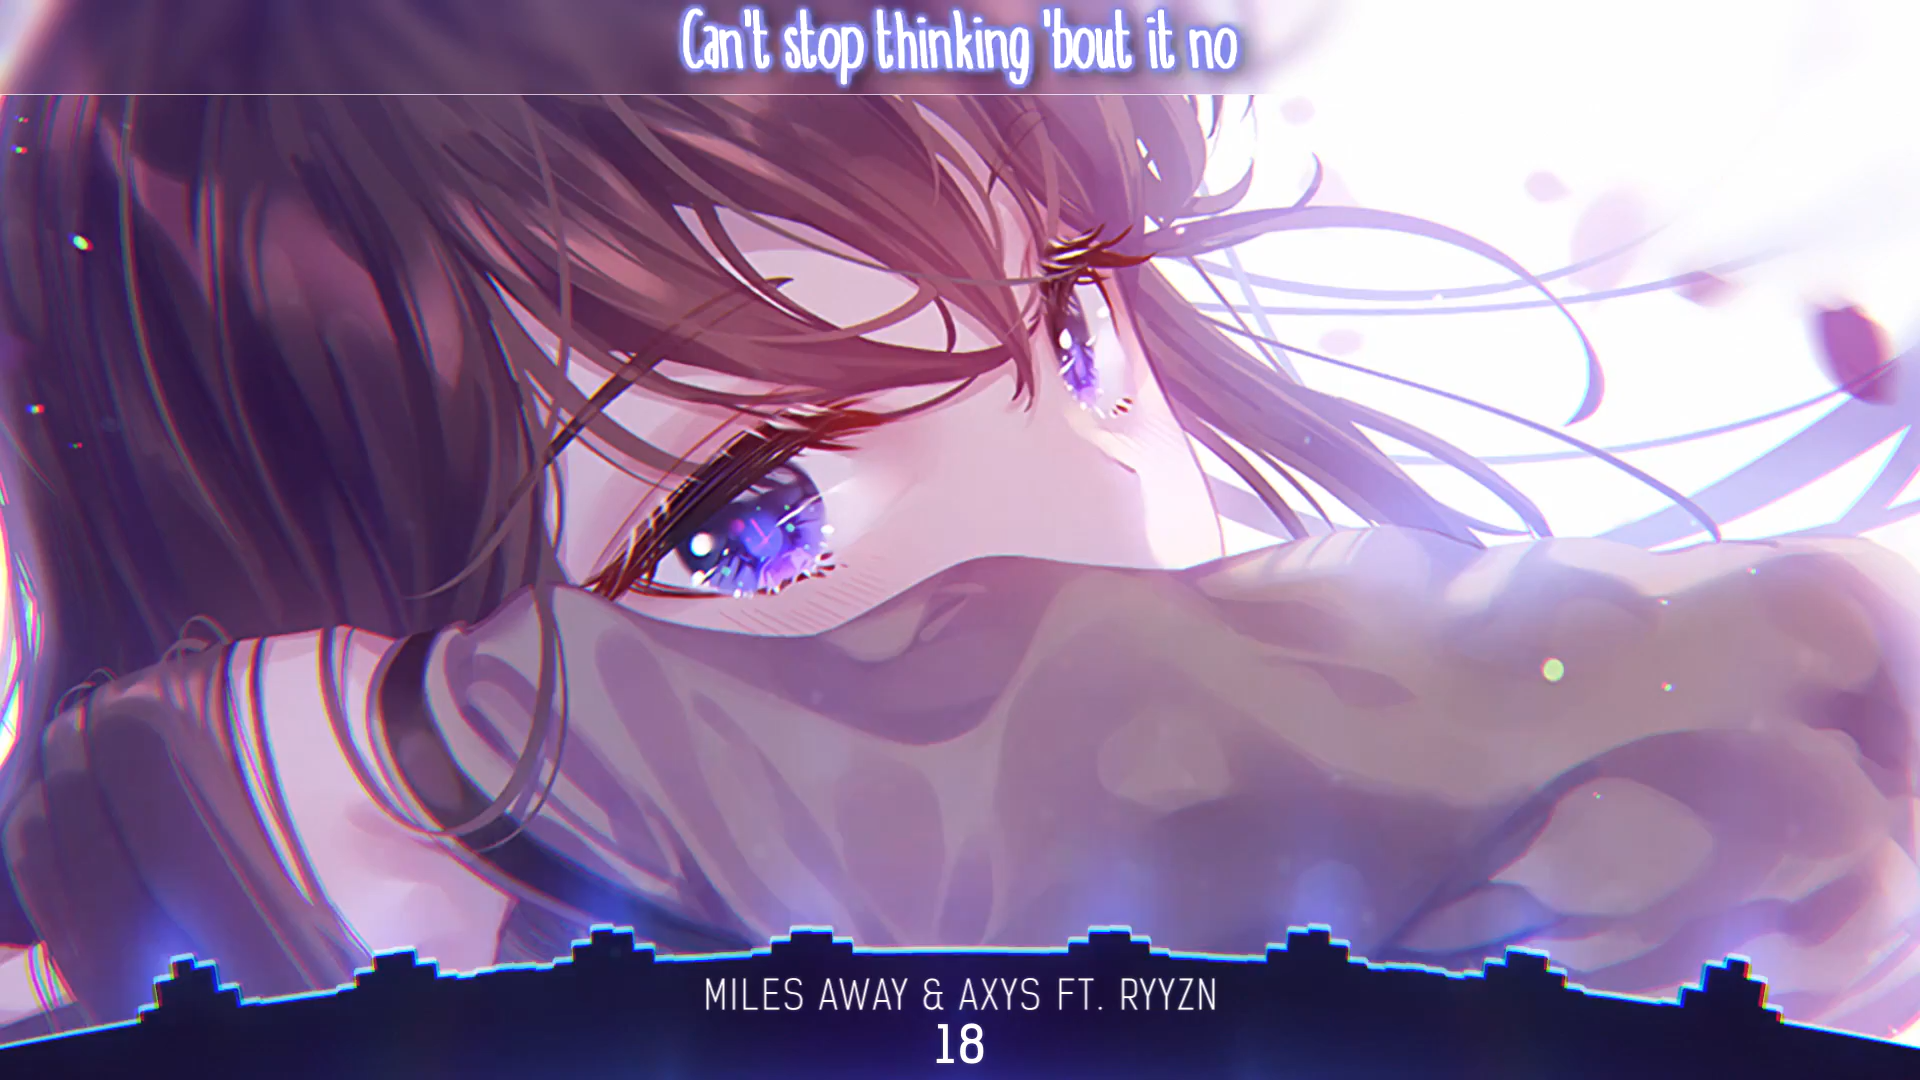 Can't stop thinking 'bout it no
MILES AWAY & AXYS FT. RYYZN
18